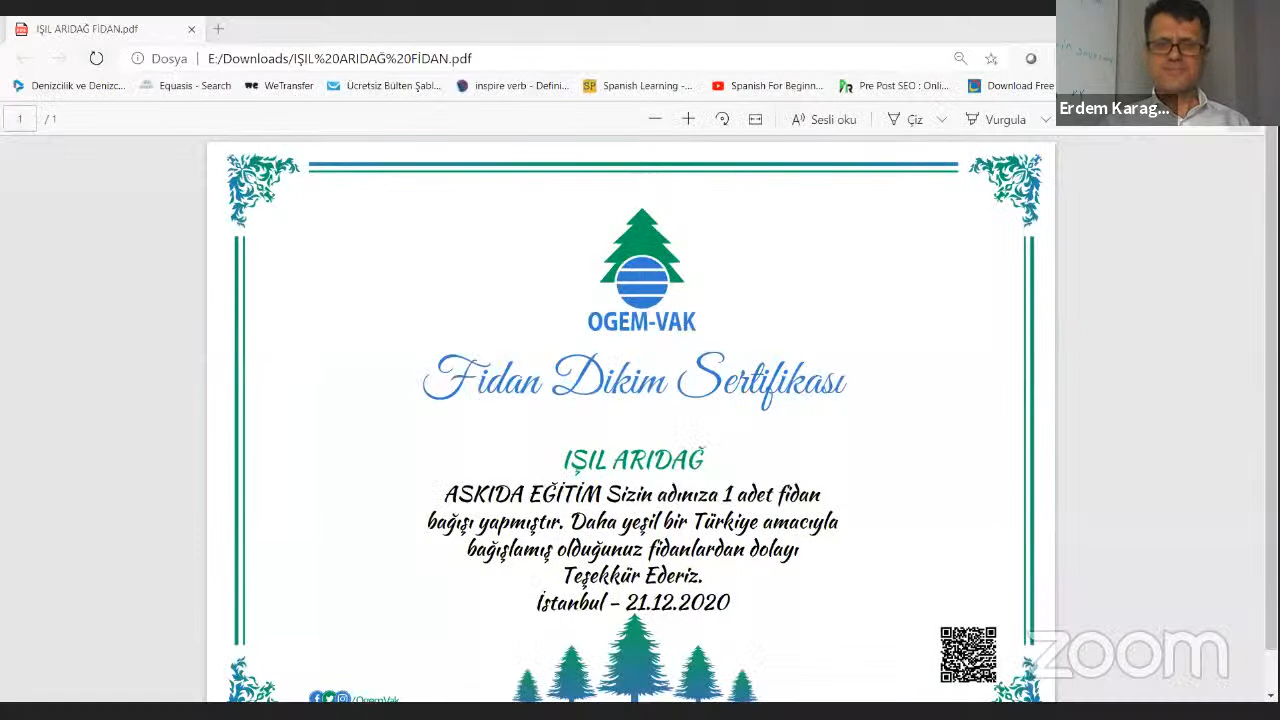 IŞIL ARIDAĞ FİDAN.pdf
Dosya
E:/Downloads/IŞIL%20ARIDAĞ%20FİDAN.pdf
Denizcilik ve Denizc...
Equasis - Search
WeTransfer
Ücretsiz Bülten Şabl...
inspire verb - Defini...
Spanish Learning -...
Spanish For Beginn...
Pre Post SEO : Onli...
Download Free
Erdem Karag...
1 / 1
Sesli oku
Çiz
Vurgula
OGEM-VAK
Fidan Dikim Sertifikası
IŞIL ARIDAĞ
ASKIDA EĞİTİM Sizin adınıza 1 adet fidan
bağışı yapmıştır. Daha yeşil bir Türkiye amacıyla
bağışlamış olduğunuz fidanlardan dolayı
Teşekkür Ederiz.
İstanbul - 21.12.2020
zoom
/OgemVak